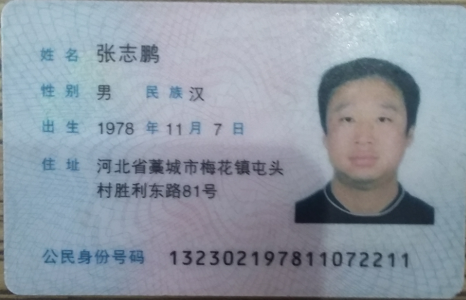 姓名 张志鹏
性别 男 民族 汉
出生 1978 年 11 月 7 日
住址 河北省藁城市梅花镇屯头
村胜利东路81号
公民身份号码 132302197811072211